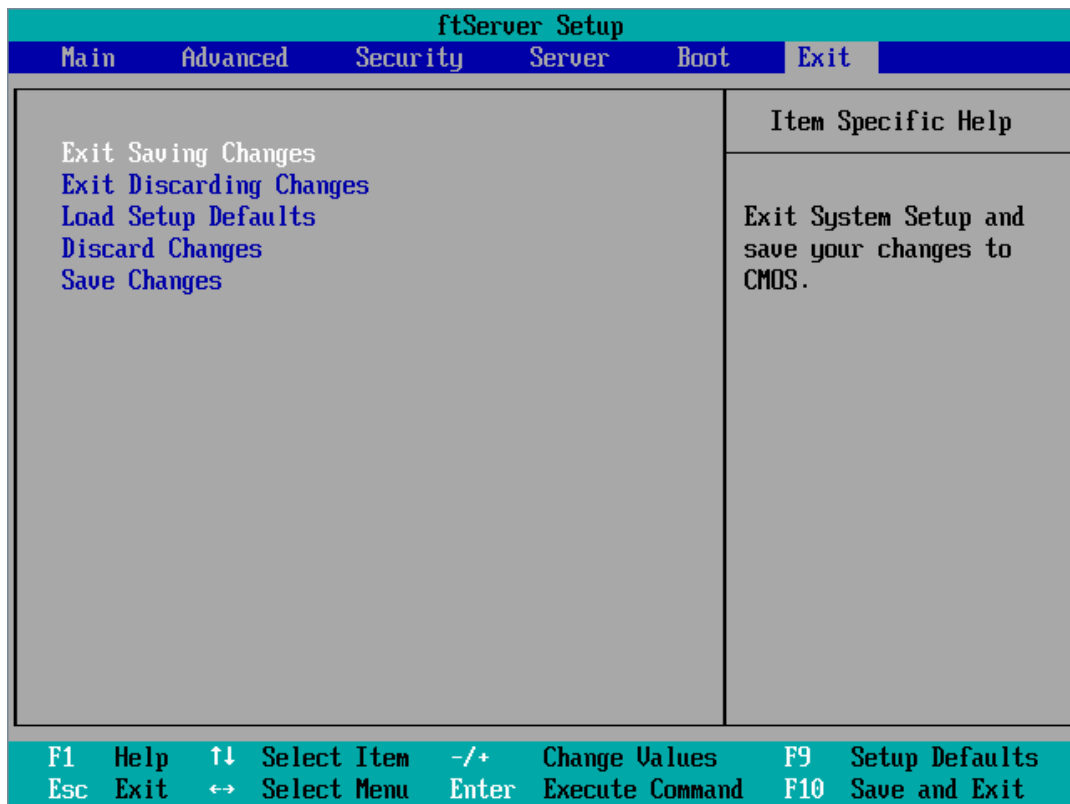 ftServer Setup
Main Advanced Security Server Boot Exit
Exit Saving Changes
Exit Discarding Changes
Load Setup Defaults
Discard Changes
Save Changes
Item Specific Help
Exit System Setup and
save your changes to
CMOS.
F1 Help ↑↓ Select Item -/+ Change Values F9 Setup Defaults
Esc Exit ↔ Select Menu Enter Execute Command F10 Save and Exit